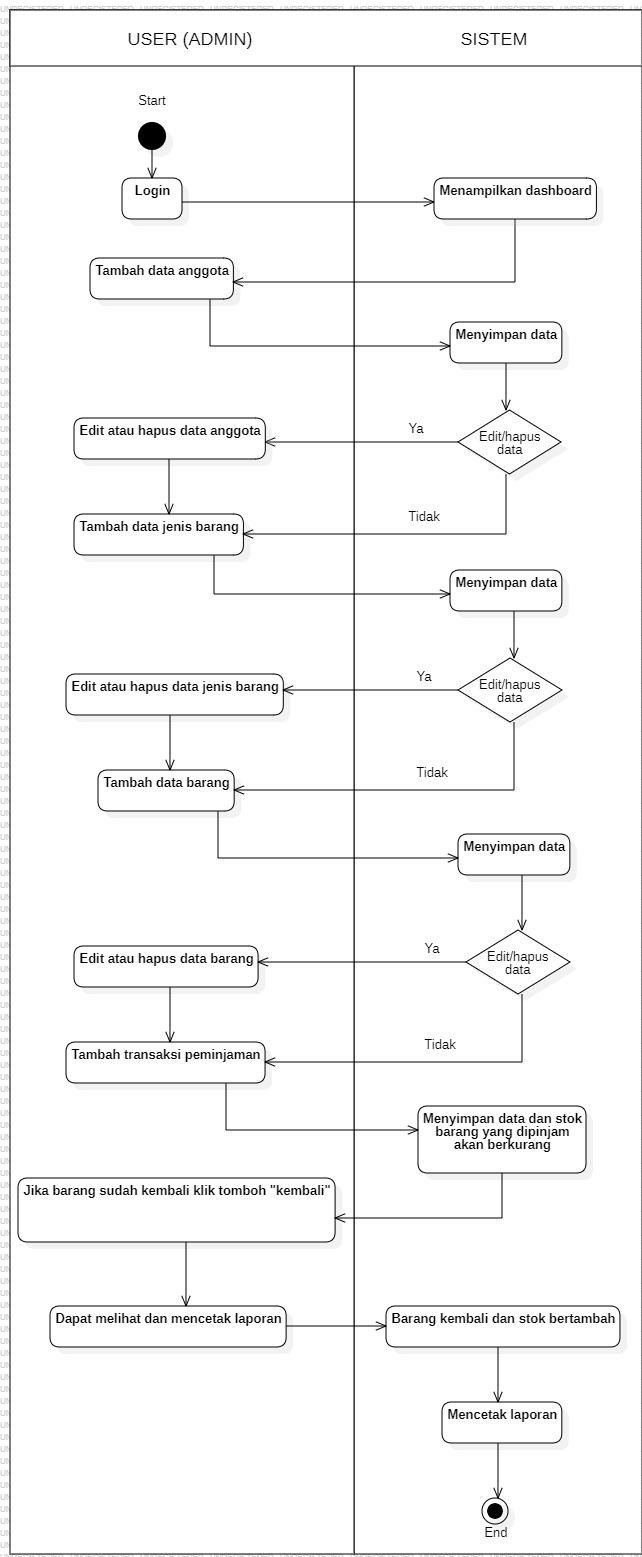 USER (ADMIN)
SISTEM
Start
Login
Menampilkan dashboard
Tambah data anggota
Menyimpan data
Edit/hapus
data
Ya
Edit atau hapus data anggota
Tidak
Tambah data jenis barang
Menyimpan data
Edit/hapus
data
Ya
Edit atau hapus data jenis barang
Tidak
Tambah data barang
Menyimpan data
Edit/hapus
data
Ya
Edit atau hapus data barang
Tidak
Tambah transaksi peminjaman
Menyimpan data dan stok
barang yang dipinjam
akan berkurang
Jika barang sudah kembali klik tomboh "kembali"
Dapat melihat dan mencetak laporan
Barang kembali dan stok bertambah
Mencetak laporan
End